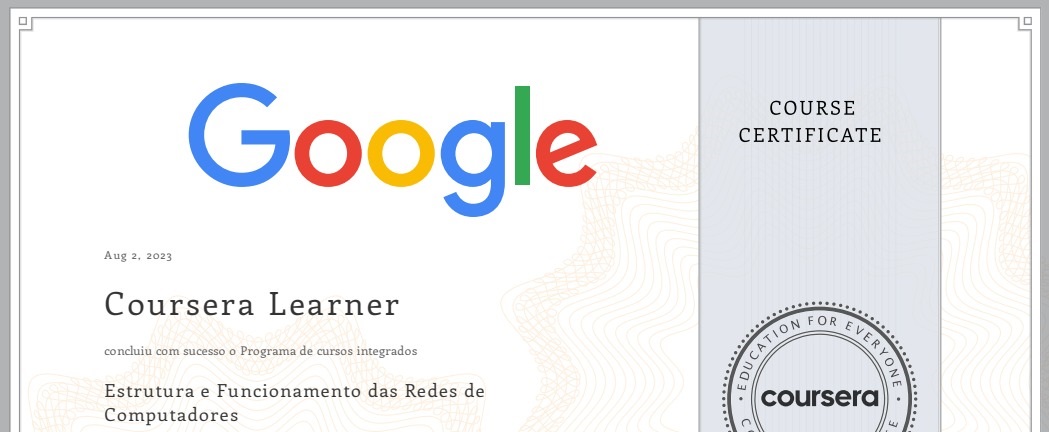 Google
COURSE
CERTIFICATE
Aug 2, 2023
Coursera Learner
concluiu com sucesso o Programa de cursos integrados
Estrutura e Funcionamento das Redes de
Computadores
EDUCATION FOR EVERYONE
coursera